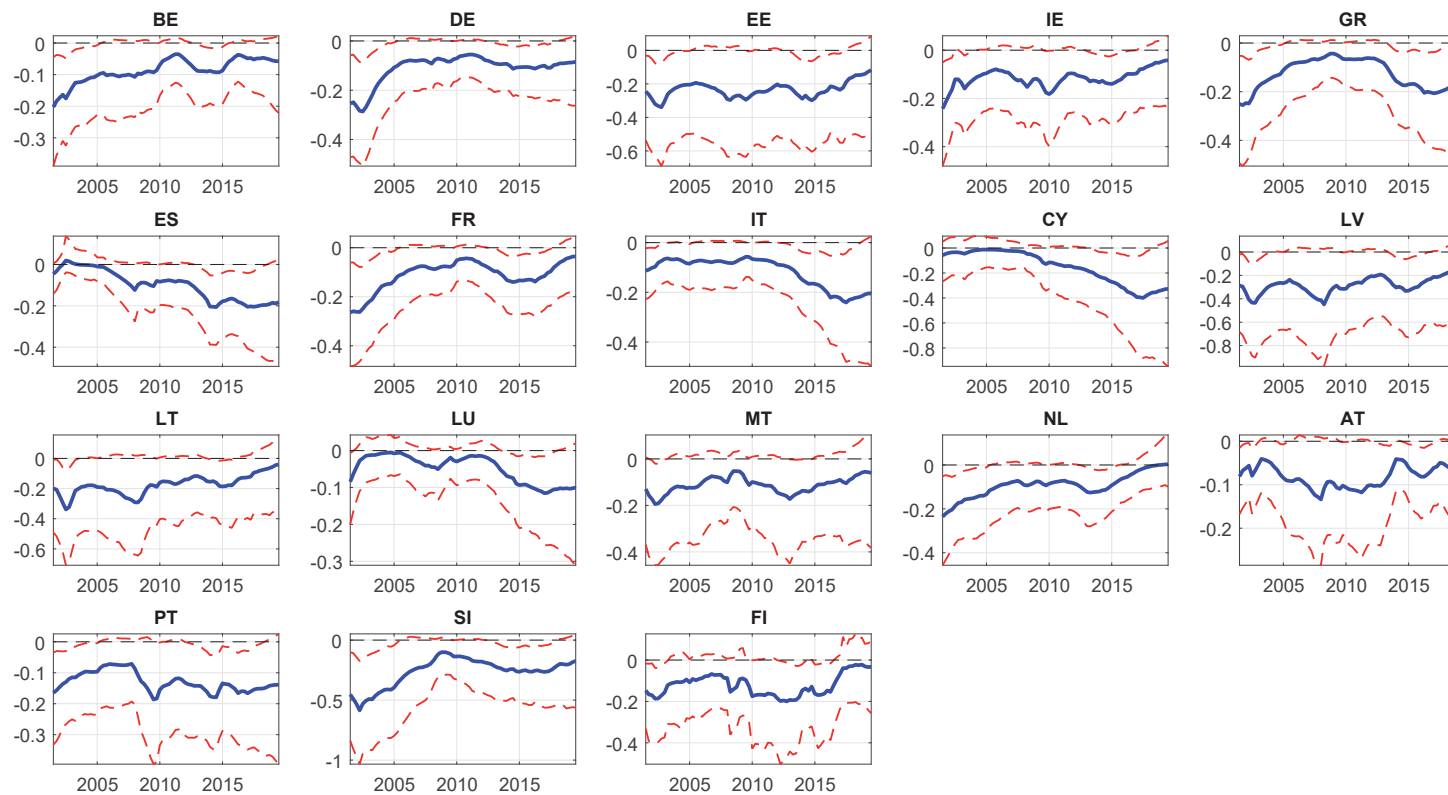 BE DE EE IE GR
0 0 0 0 0
-0.1 -0.2 -0.2 -0.2 -0.2
-0.2 -0.4 -0.4 -0.4 -0.4
-0.3 -0.6
2005 2010 2015 2005 2010 2015 2005 2010 2015 2005 2010 2015 2005 2010 2015
ES FR IT CY LV
0 0 0 0 0
-0.2 -0.2 -0.2 -0.2 -0.2
-0.4 -0.4 -0.4 -0.4 -0.4
-0.6 -0.6
-0.8 -0.8
2005 2010 2015 2005 2010 2015 2005 2010 2015 2005 2010 2015 2005 2010 2015
LT LU MT NL AT
0 0 0 0 0
-0.2 -0.1 -0.2 -0.2 -0.1
-0.4 -0.2 -0.4 -0.4 -0.2
-0.6 -0.3
2005 2010 2015 2005 2010 2015 2005 2010 2015 2005 2010 2015 2005 2010 2015
PT SI FI
0 0 0
-0.1 -0.5 -0.2
-0.2 -1 -0.4
-0.3
2005 2010 2015 2005 2010 2015 2005 2010 2015